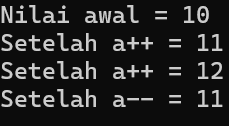 Nilai awal = 10
Setelah a++ = 11
Setelah a++ = 12
Setelah a-- = 11